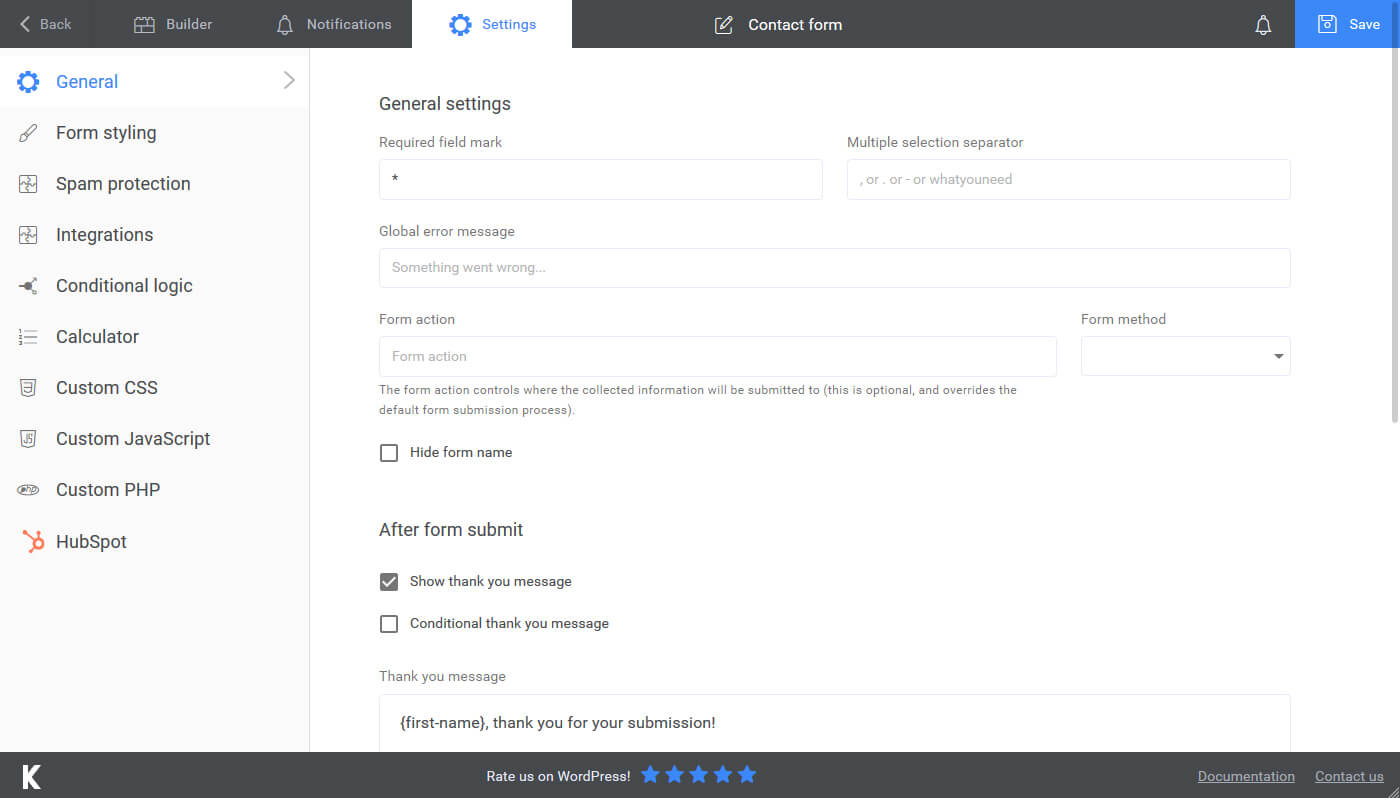 Back
Builder
Notifications
Settings
Contact form
Save
General
Form styling
Spam protection
Integrations
Conditional logic
Calculator
Custom CSS
Custom JavaScript
Custom PHP
HubSpot
General settings
Required field mark
*
Multiple selection separator
, or . or - or whatyouneed
Global error message
Something went wrong...
Form action
Form action
Form method
The form action controls where the collected information will be submitted to (this is optional, and overrides the
default form submission process).
Hide form name
After form submit
Show thank you message
Conditional thank you message
Thank you message
{first-name}, thank you for your submission!
K
Rate us on WordPress!
Documentation
Contact us